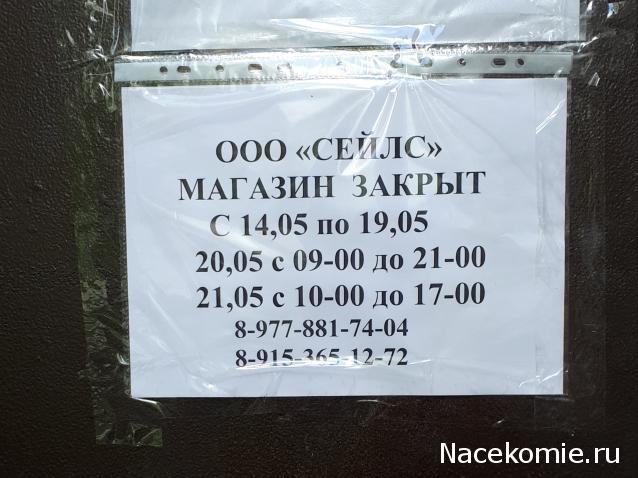 ООО «СЕЙЛС»
МАГАЗИН ЗАКРЫТ
С 14,05 по 19,05
20,05 с 09-00 до 21-00
21,05 с 10-00 до 17-00
8-977-881-74-04
8-915-365-12-72
Nacekomie.ru